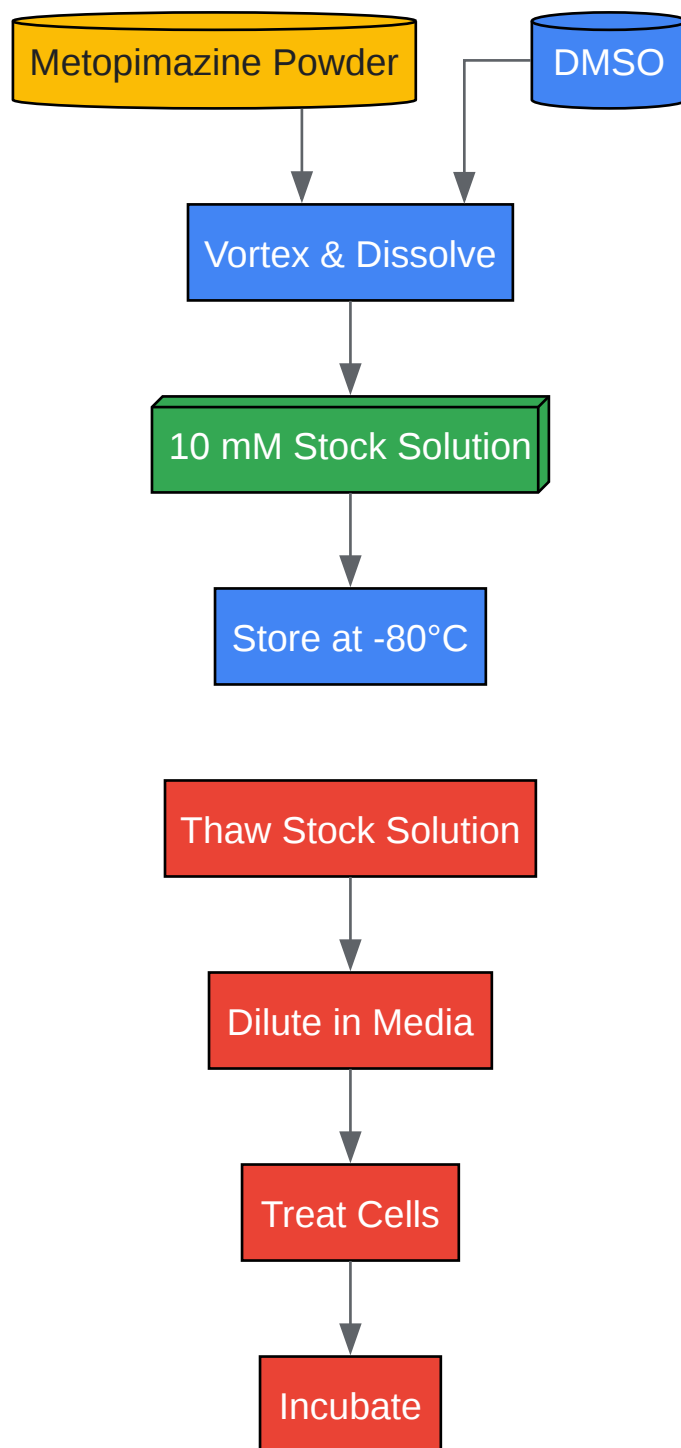 Metopimazine Powder
DMSO
Vortex & Dissolve
10 mM Stock Solution
Store at -80°C
Thaw Stock Solution
Dilute in Media
Treat Cells
Incubate